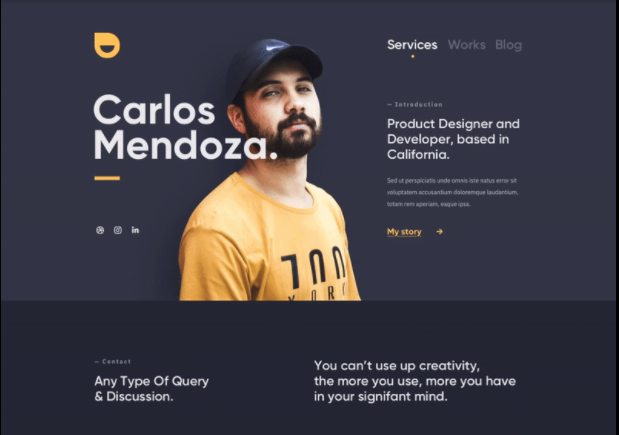 Services Works Blog
Carlos
Mendoza.
— Introduction
Product Designer and
Developer, based in
California.
Sed ut perspiciatis unde omnis iste natus error sit
voluptatem accusantium doloremque laudantium,
totam rem aperiam, eaque ipsa.
My story →
in
— Contact
Any Type Of Query
& Discussion.
You can't use up creativity,
the more you use, more you have
in your signifant mind.